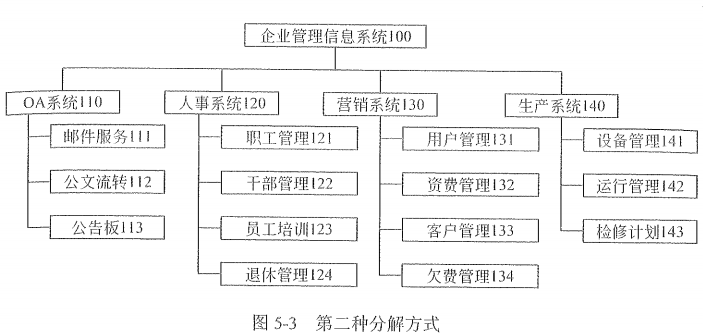 企业管理信息系统100
OA系统110 人事系统120 营销系统130 生产系统140
邮件服务111 职工管理121 用户管理131 设备管理141
公文流转112 干部管理122 资费管理132 运行管理142
公告板113 员工培训123 客户管理133 检修计划143
退休管理124 欠费管理134
图 5-3 第二种分解方式